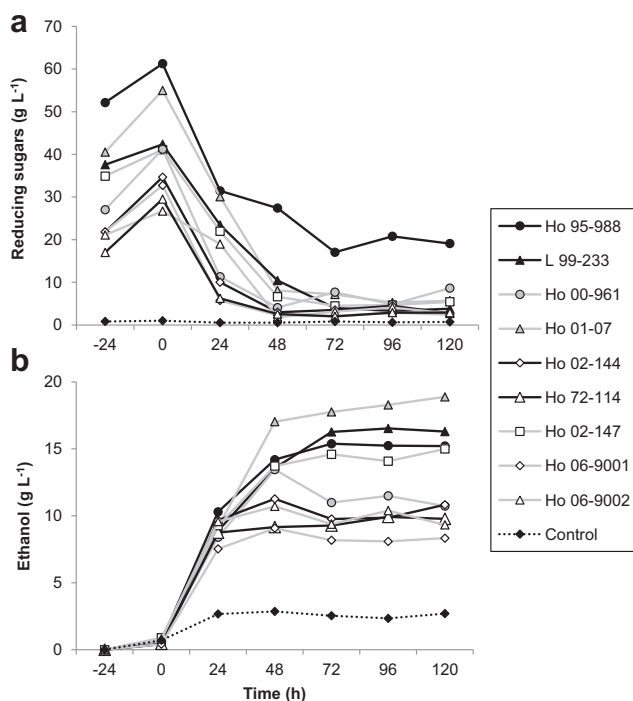 a
Reducing sugars (g L-1)
70
60
50
40
30
20
10
0
-24 0 24 48 72 96 120
b
Ethanol (g L-1)
20
15
10
5
0
-24 0 24 48 72 96 120
Time (h)
Ho 95-988
L 99-233
Ho 00-961
Ho 01-07
Ho 02-144
Ho 72-114
Ho 02-147
Ho 06-9001
Ho 06-9002
Control